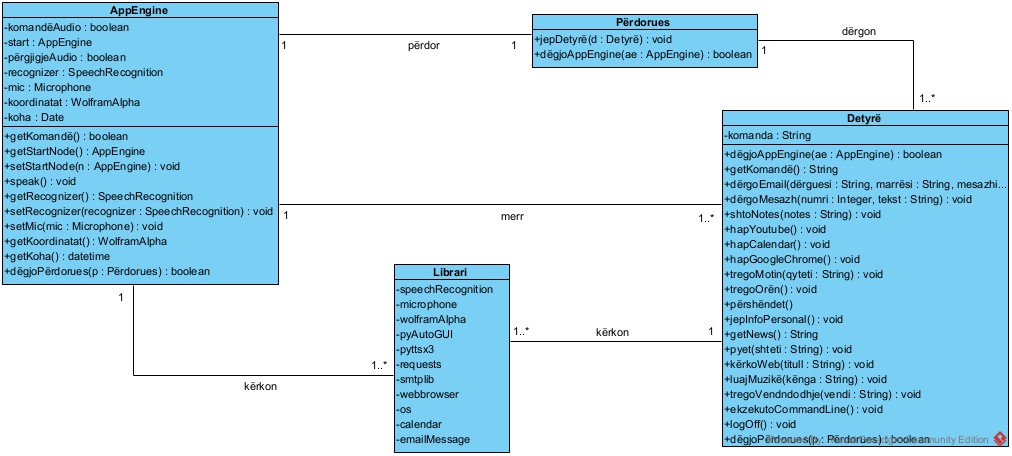 AppEngine
-komandëAudio : boolean
-start : AppEngine
-përgjigjeAudio : boolean
-recognizer : SpeechRecognition
-mic : Microphone
-koordinatat : WolframAlpha
-koha : Date
+getKomandë() : boolean
+getStartNode() : AppEngine
+setStartNode(n : AppEngine) : void
+speak() : void
+getRecognizer() : SpeechRecognition
+setRecognizer(recognizer : SpeechRecognition) : void
+setMic(mic : Microphone) : void
+getKoordinatat() : WolframAlpha
+getKoha() : datetime
+dëgjoPërdorues(p : Përdorues) : boolean
1
përdor
1
Përdorues
+jepDetyrë(d : Detyrë) : void
+dëgjoAppEngine(ae : AppEngine) : boolean
1
dërgon
1..*
Detyrë
-komanda : String
+dëgjoAppEngine(ae : AppEngine) : boolean
+getKomandë() : String
+dërgoEmail(dërguesi : String, marrësi : String, mesazhi...
+dërgoMesazh(numri : Integer, tekst : String) : void
+shtoNotes(notes : String) : void
+hapYoutube() : void
+hapCalendar() : void
+hapGoogleChrome() : void
+tregoMotin(qyteti : String) : void
+tregoOrën() : void
+përshëndet()
+jepInfoPersonal() : void
+getNews() : String
+pyet(shteti : String) : void
+kërkoWeb(titull : String) : void
+luajMuzikë(kënga : String) : void
+tregoVendndodhje(vendi : String) : void
+ekzekutoCommandLine() : void
+logOff() : void
+dëgjoPërdorues(p : Përdorues) : boolean
1
merr
1..*
Librari
-speechRecognition
-microphone
-wolframAlpha
-pyAutoGUI
-pyttsx3
-requests
-smtplib
-webbrowser
-os
-calendar
-emailMessage
1..*
kërkon
1
1
1..*
kërkon
Community Edition